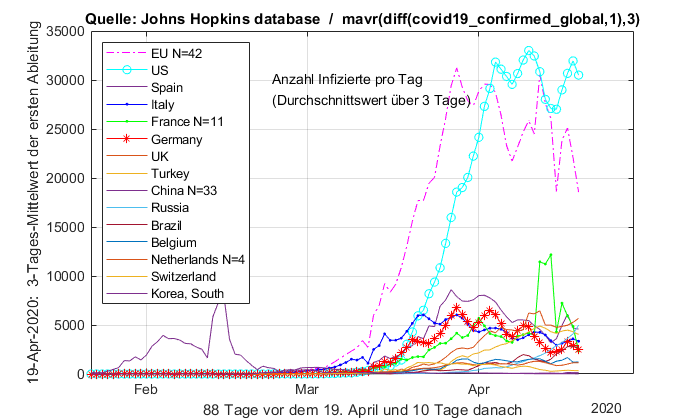 Quelle: Johns Hopkins database / mavr(diff(covid19_confirmed_global,1),3)
19-Apr-2020: 3-Tages-Mittelwert der ersten Ableitung
35000
30000
25000
20000
15000
10000
5000
0
EU N=42
US
Spain
Italy
France N=11
Germany
UK
Turkey
China N=33
Russia
Brazil
Belgium
Netherlands N=4
Switzerland
Korea, South
Anzahl Infizierte pro Tag
(Durchschnittswert über 3 Tage)
Feb Mar Apr
88 Tage vor dem 19. April und 10 Tage danach
2020